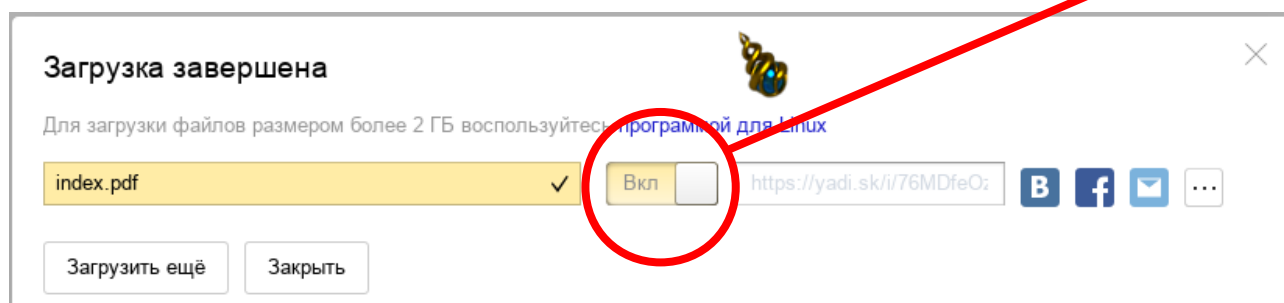 Загрузка завершена
Для загрузки файлов размером более 2 ГБ воспользуйтесь программой для Linux
index.pdf Вкл https://yadi.sk/i/76MDfeOz B f ...
Загрузить ещё Закрыть